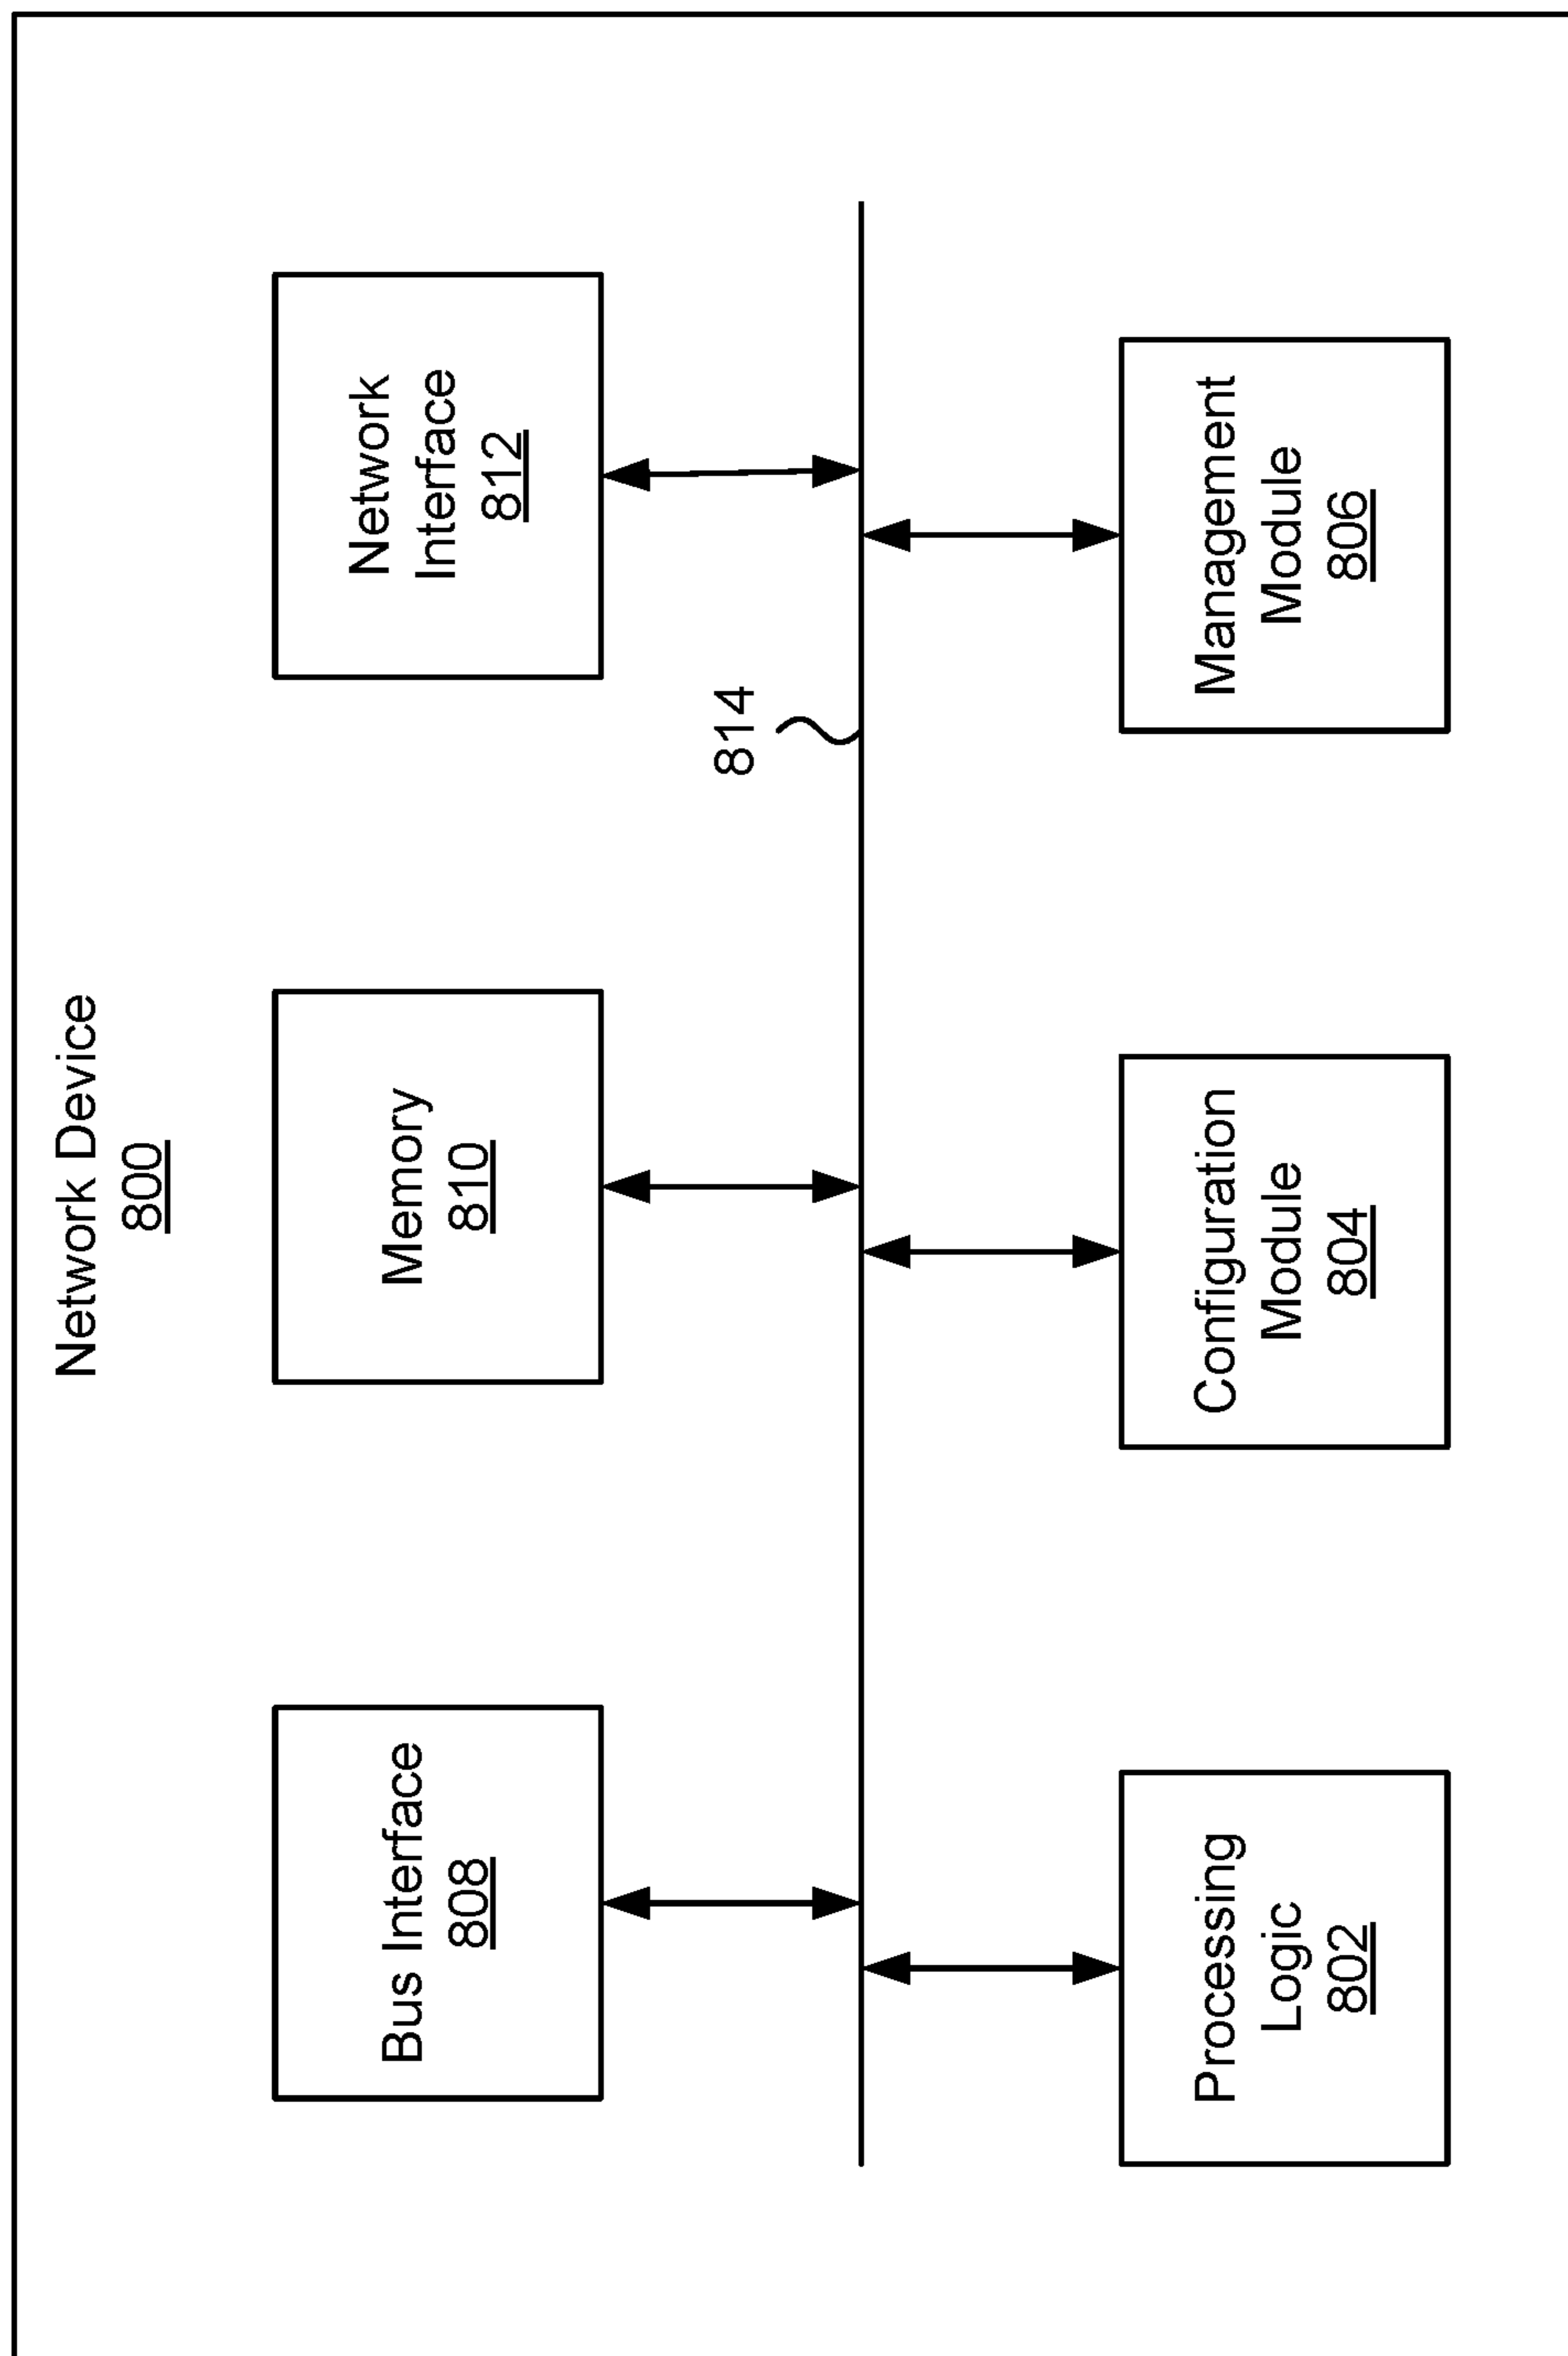 Network Device
800
Bus Interface
808
Memory
810
Network
Interface
812
814
Processing
Logic
802
Configuration
Module
804
Management
Module
806